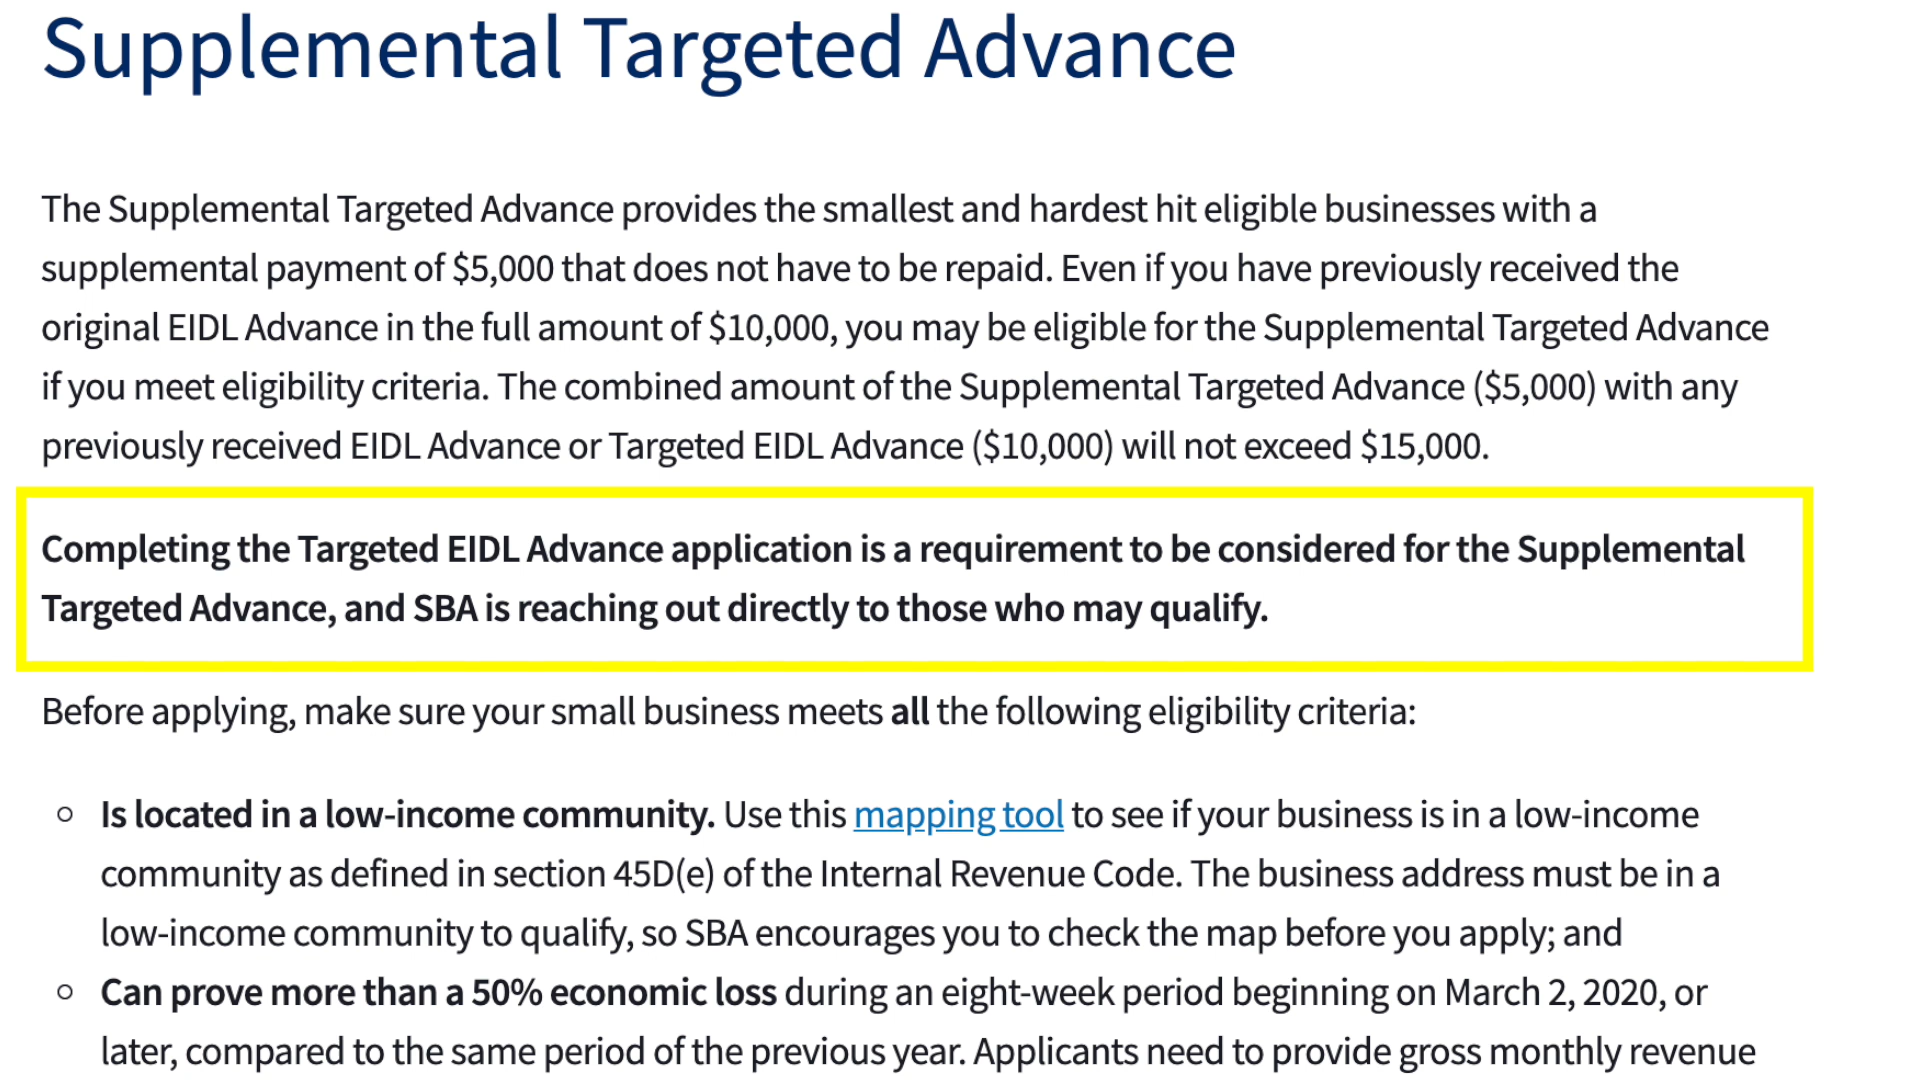 Supplemental Targeted Advance
The Supplemental Targeted Advance provides the smallest and hardest hit eligible businesses with a
supplemental payment of $5,000 that does not have to be repaid. Even if you have previously received the
original EIDL Advance in the full amount of $10,000, you may be eligible for the Supplemental Targeted Advance
if you meet eligibility criteria. The combined amount of the Supplemental Targeted Advance ($5,000) with any
previously received EIDL Advance or Targeted EIDL Advance ($10,000) will not exceed $15,000.
Completing the Targeted EIDL Advance application is a requirement to be considered for the Supplemental
Targeted Advance, and SBA is reaching out directly to those who may qualify.
Before applying, make sure your small business meets all the following eligibility criteria:
Is located in a low-income community. Use this mapping tool to see if your business is in a low-income
community as defined in section 45D(e) of the Internal Revenue Code. The business address must be in a
low-income community to qualify, so SBA encourages you to check the map before you apply; and
Can prove more than a 50% economic loss during an eight-week period beginning on March 2, 2020, or
later, compared to the same period of the previous year. Applicants need to provide gross monthly revenue